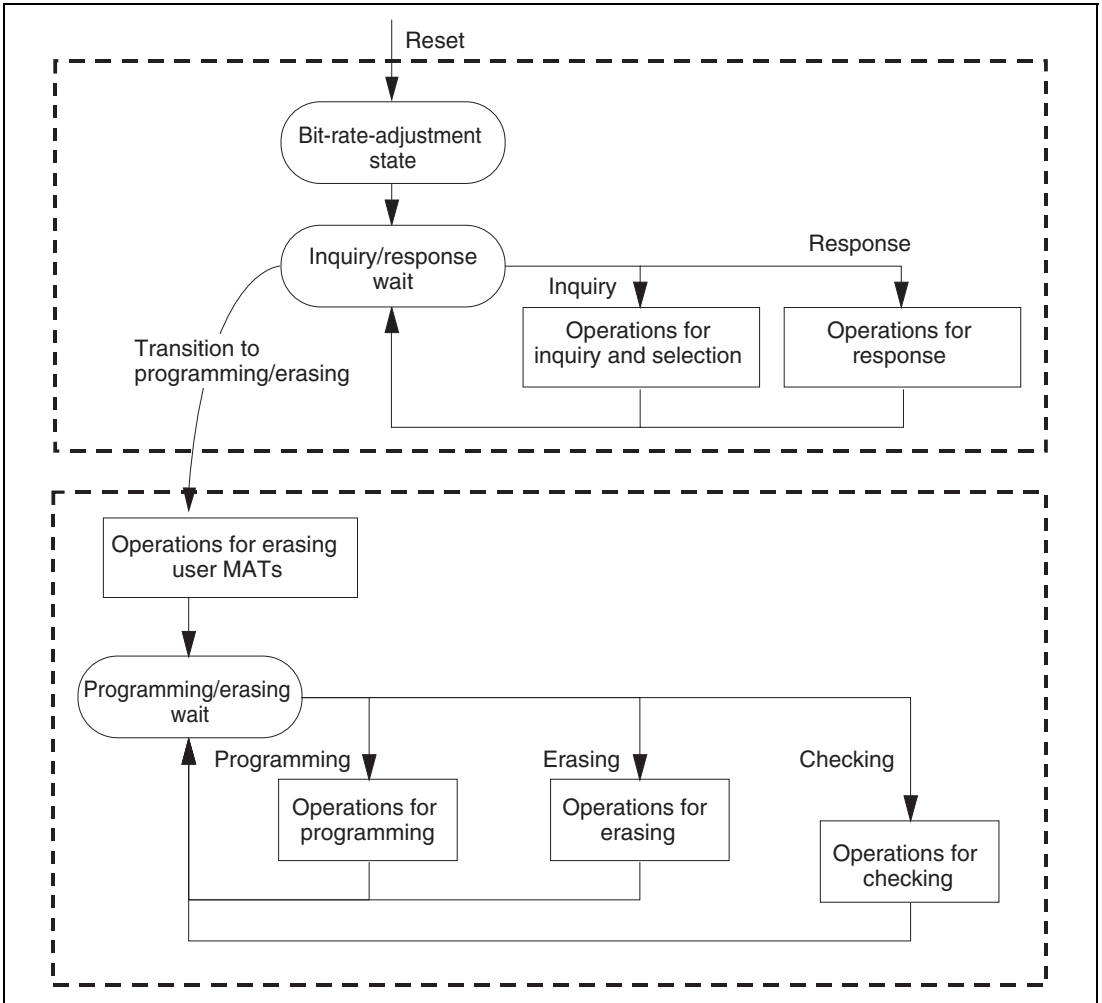 Reset
Bit-rate-adjustment
state
Inquiry/response
wait
Response
Inquiry
Operations for
inquiry and selection
Operations for
response
Transition to
programming/erasing
Operations for erasing
user MATs
Programming/erasing
wait
Programming
Erasing
Checking
Operations for
programming
Operations for
erasing
Operations for
checking